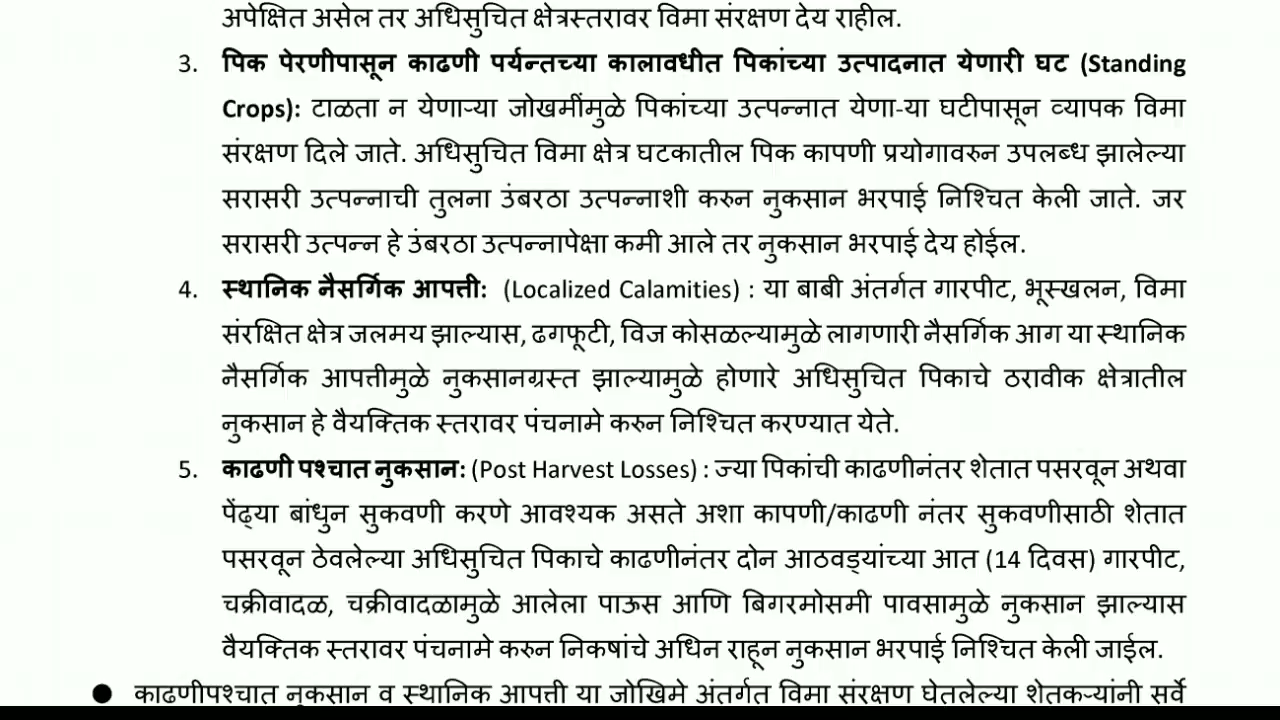 अपेक्षित असेल तर अधिसुचित क्षेत्रस्तरावर विमा संरक्षण देय राहील.
3. पिक पेरणीपासून काढणी पर्यन्तच्या कालावधीत पिकांच्या उत्पादनात येणारी घट (Standing
Crops): टाळता न येणाऱ्या जोखमींमुळे पिकांच्या उत्पन्नात येणा-या घटीपासून व्यापक विमा
संरक्षण दिले जाते. अधिसुचित विमा क्षेत्र घटकातील पिक कापणी प्रयोगावरुन उपलब्ध झालेल्या
सरासरी उत्पन्नाची तुलना उंबरठा उत्पन्नाशी करुन नुकसान भरपाई निश्चित केली जाते. जर
सरासरी उत्पन्न हे उंबरठा उत्पन्नापेक्षा कमी आले तर नुकसान भरपाई देय होईल.
4. स्थानिक नैसर्गिक आपत्ती: (Localized Calamities) : या बाबी अंतर्गत गारपीट, भूस्खलन, विमा
संरक्षित क्षेत्र जलमय झाल्यास, ढगफूटी, विज कोसळल्यामुळे लागणारी नैसर्गिक आग या स्थानिक
नैसर्गिक आपत्तीमुळे नुकसानग्रस्त झाल्यामुळे होणारे अधिसुचित पिकाचे ठरावीक क्षेत्रातील
नुकसान हे वैयक्तिक स्तरावर पंचनामे करुन निश्चित करण्यात येते.
5. काढणी पश्चात नुकसान: (Post Harvest Losses) : ज्या पिकांची काढणीनंतर शेतात पसरवून अथवा
पेंढ्या बांधुन सुकवणी करणे आवश्यक असते अशा कापणी/काढणी नंतर सुकवणीसाठी शेतात
पसरवून ठेवलेल्या अधिसुचित पिकाचे काढणीनंतर दोन आठवड्यांच्या आत (14 दिवस) गारपीट,
चक्रीवादळ, चक्रीवादळामुळे आलेला पाऊस आणि बिगरमोसमी पावसामुळे नुकसान झाल्यास
वैयक्तिक स्तरावर पंचनामे करुन निकषांचे अधिन राहून नुकसान भरपाई निश्चित केली जाईल.
● काढणीपश्चात नुकसान व स्थानिक आपत्ती या जोखिमे अंतर्गत विमा संरक्षण घेतलेल्या शेतकऱ्यांनी सर्वे